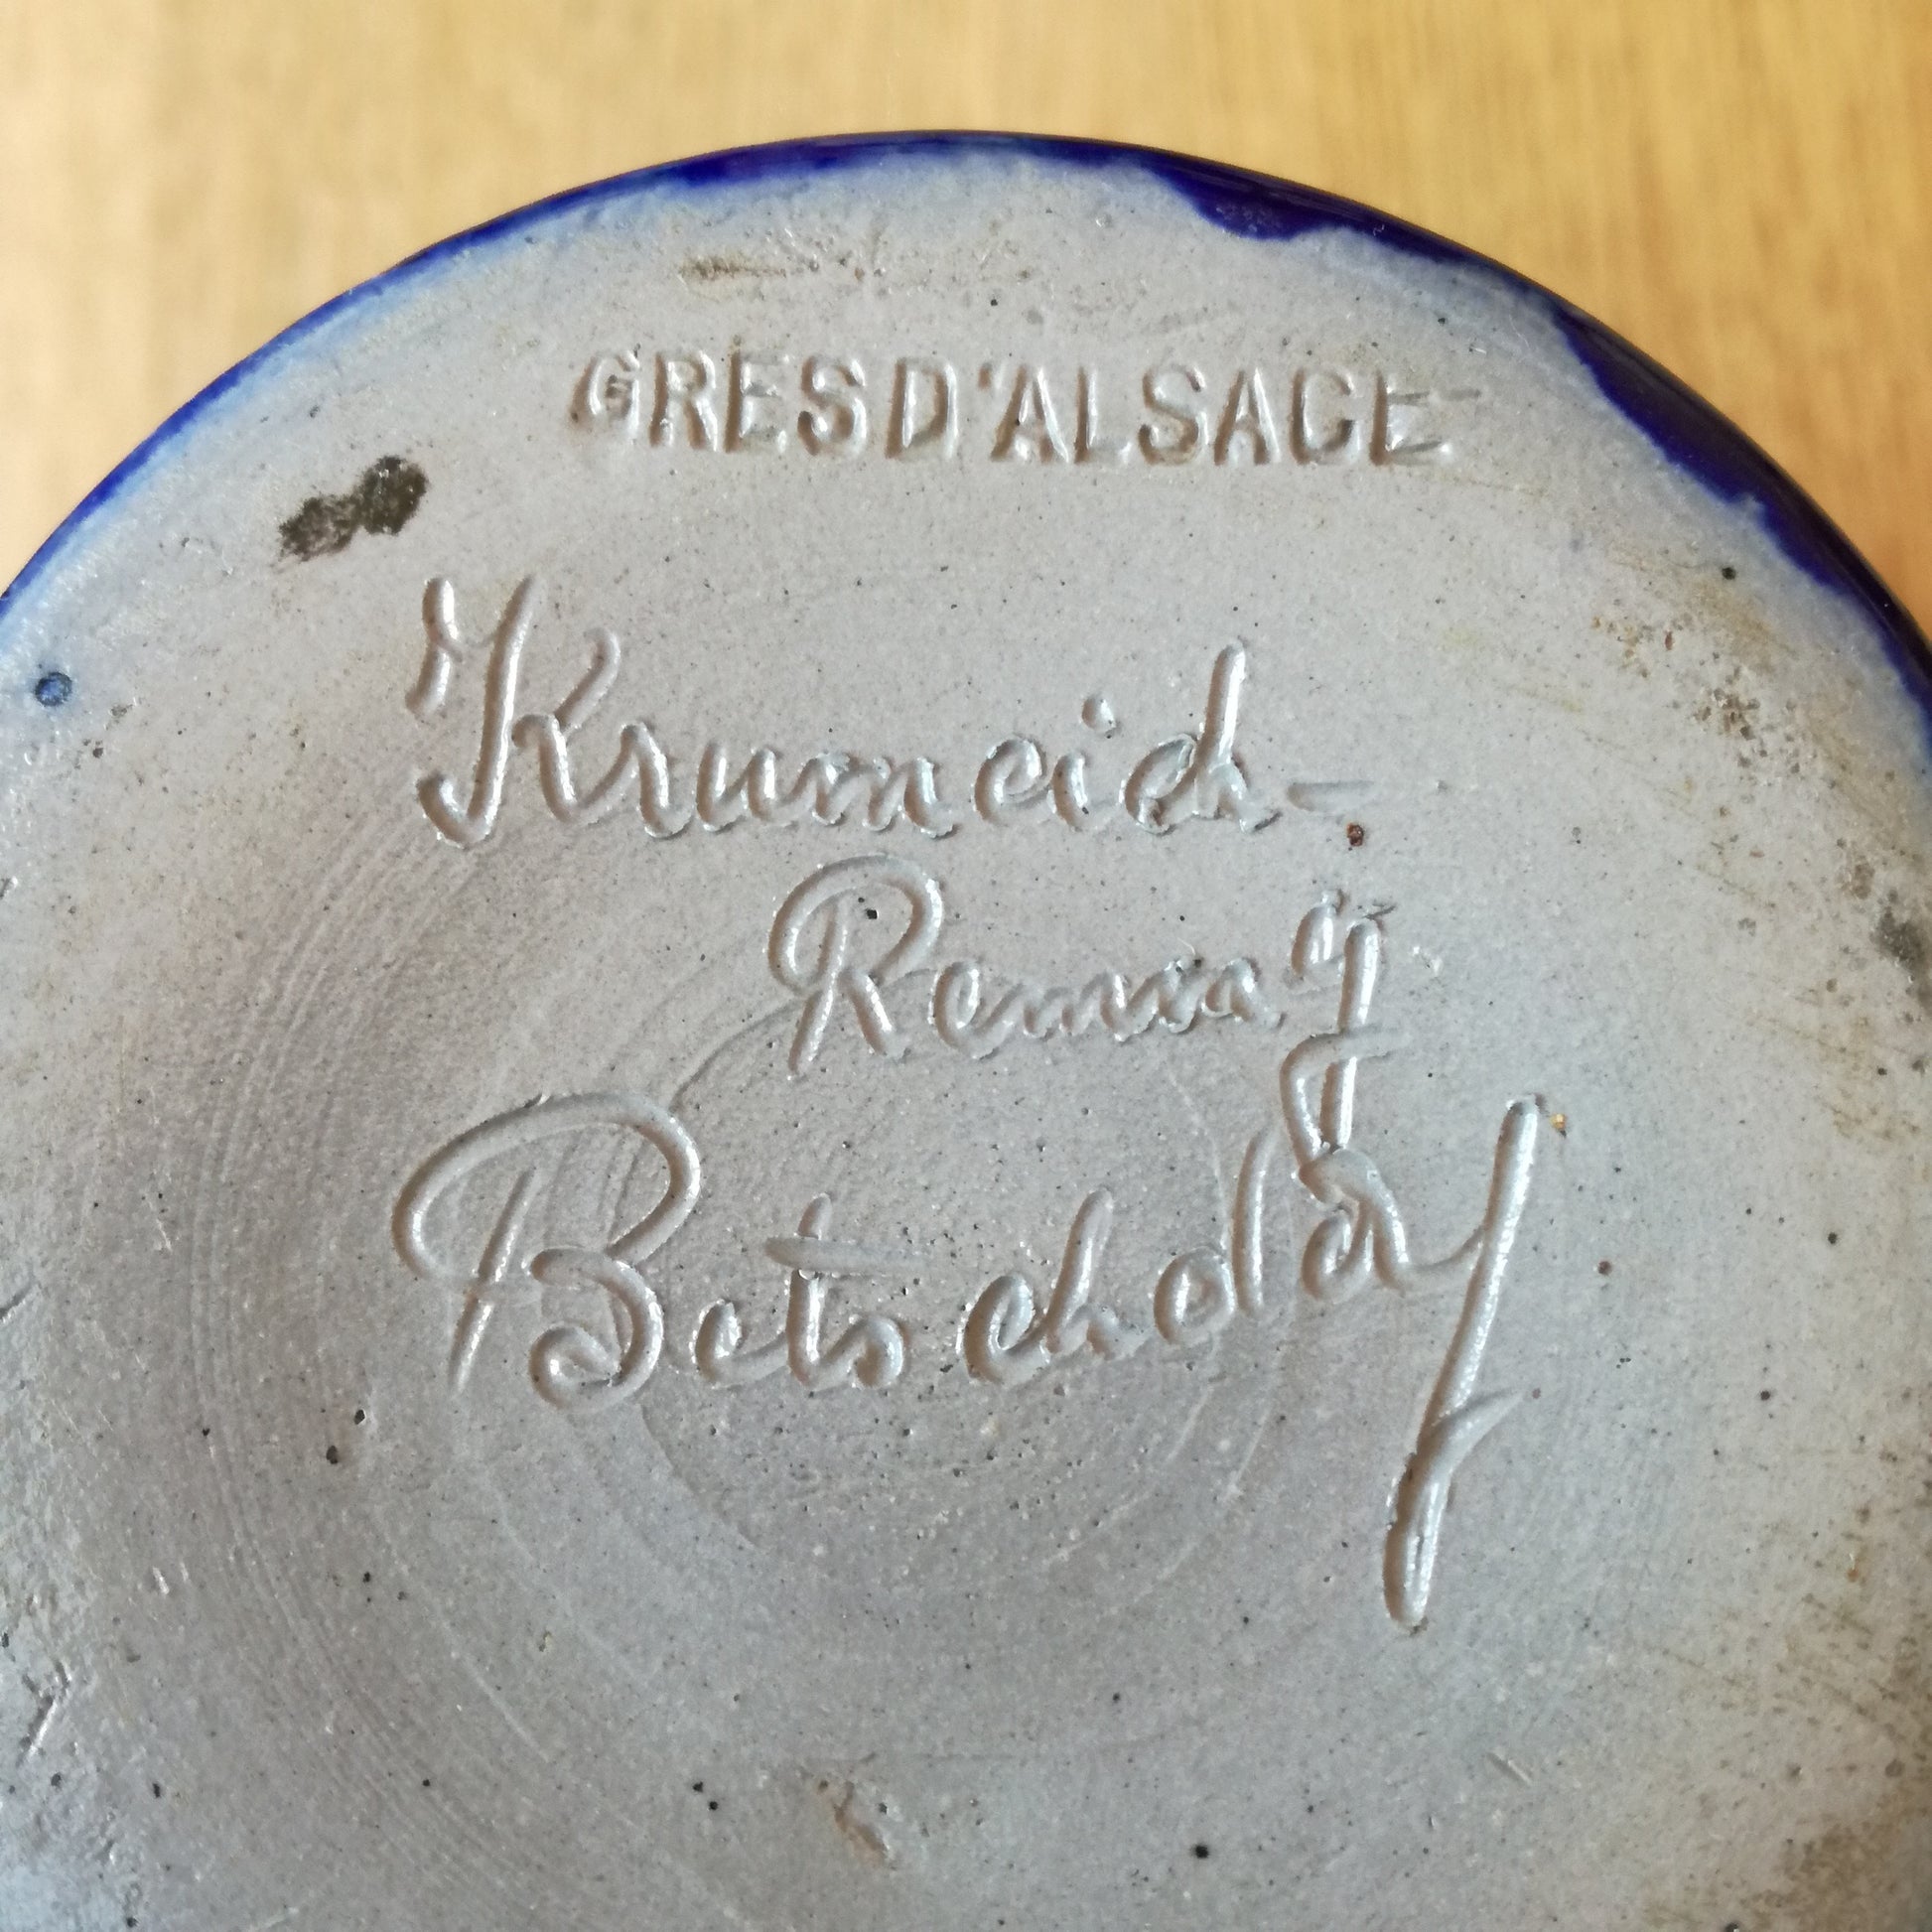 GRES D'ALSACE
Krumeich-
Remmy
Betschdorf